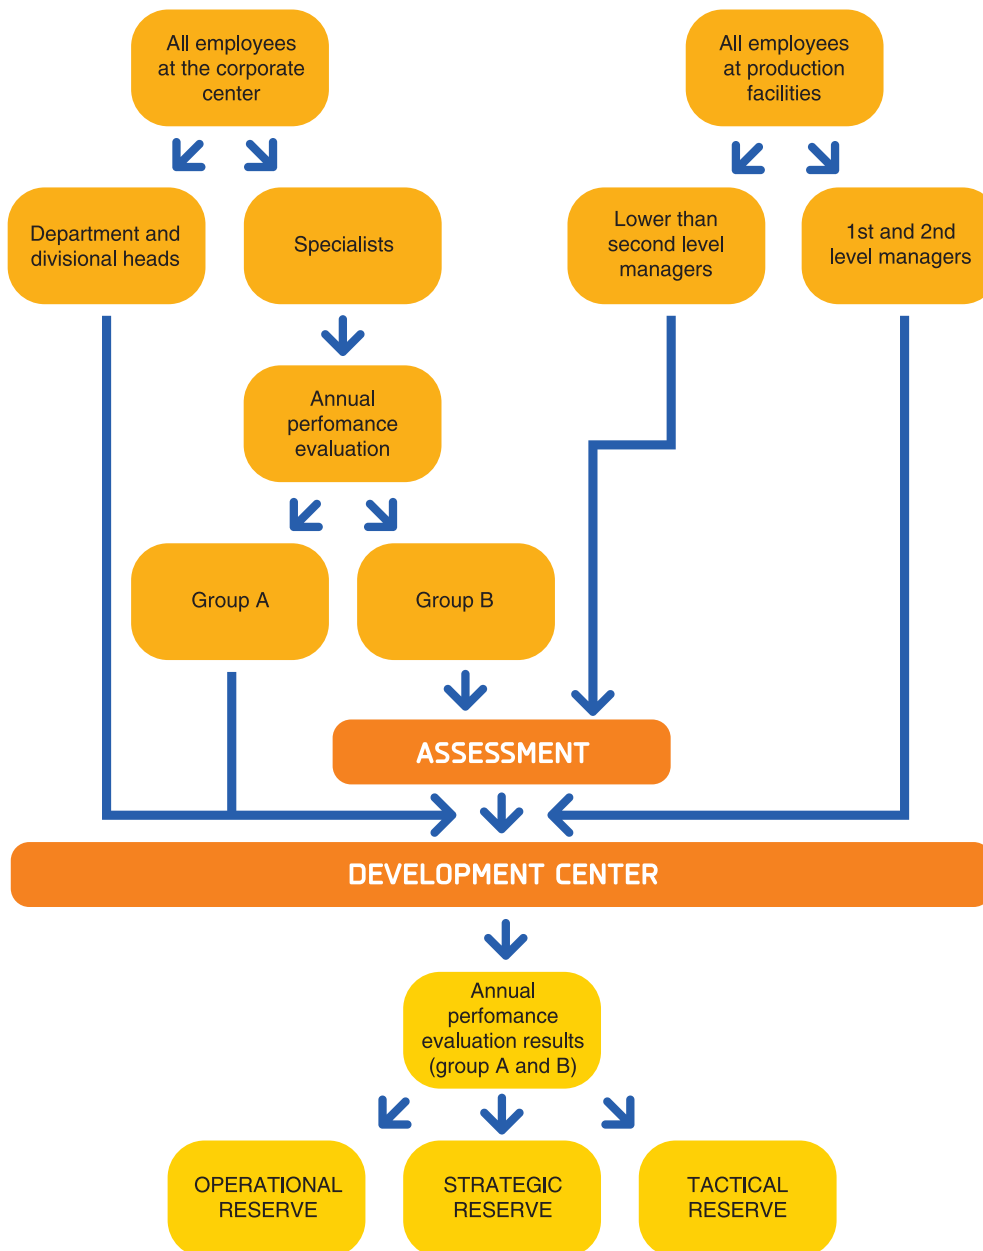 All employees
at the corporate
center
All employees
at production
facilities
Department and
divisional heads
Specialists
Lower than
second level
managers
1st and 2nd
level managers
Annual
perfomance
evaluation
Group A
Group B
ASSESSMENT
DEVELOPMENT CENTER
Annual
perfomance
evaluation results
(group A and B)
OPERATIONAL
RESERVE
STRATEGIC
RESERVE
TACTICAL
RESERVE